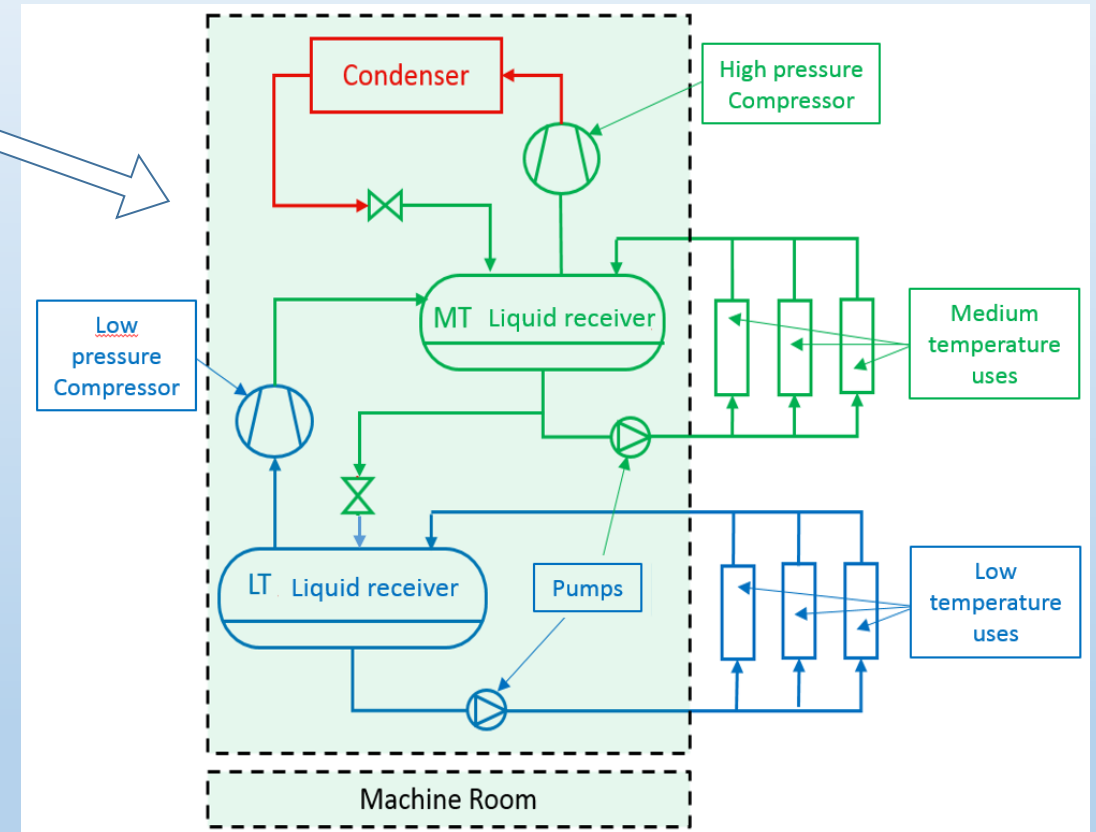 Condenser
High pressure
Compressor
MT Liquid receiver
Low
pressure
Compressor
Medium
temperature
uses
LT Liquid receiver
Pumps
Low
temperature
uses
Machine Room